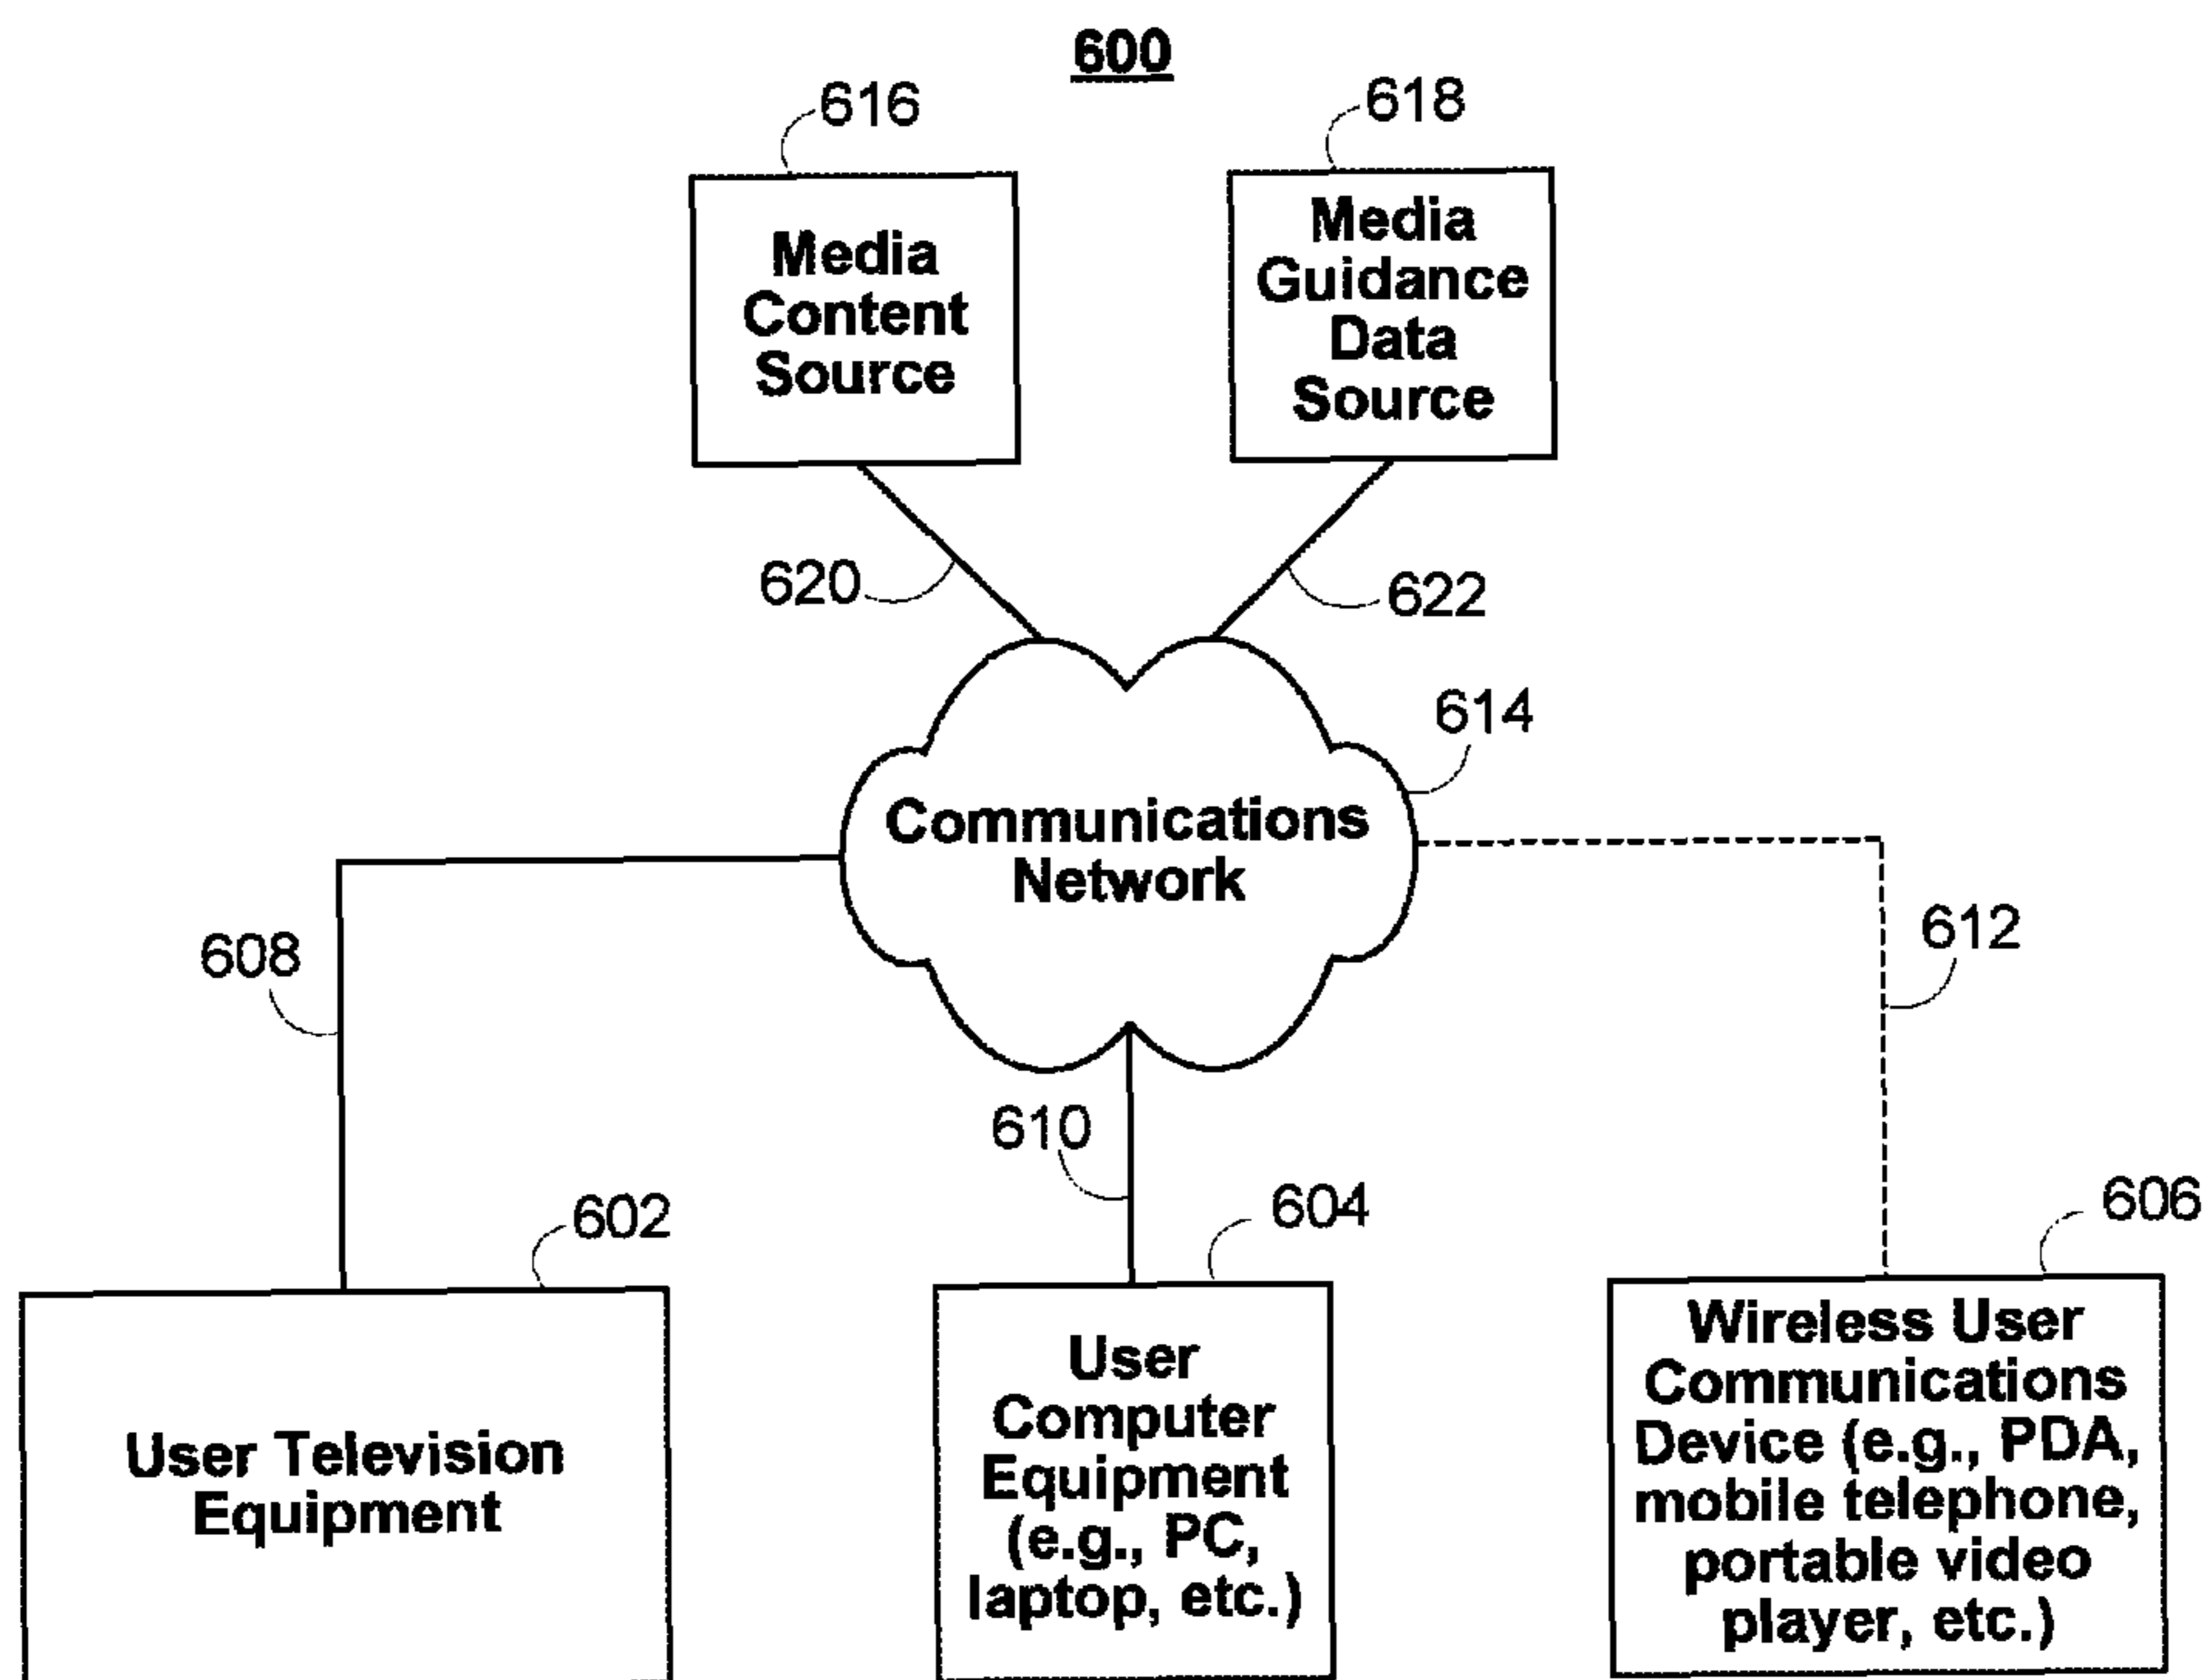 600
616
618
Media
Content
Source
Media
Guidance
Data
Source
620
622
614
Communications
Network
608
612
610
602
604
606
User Television
Equipment
User
Computer
Equipment
(e.g., PC,
laptop, etc.)
Wireless User
Communications
Device (e.g., PDA,
mobile telephone,
portable video
player, etc.)